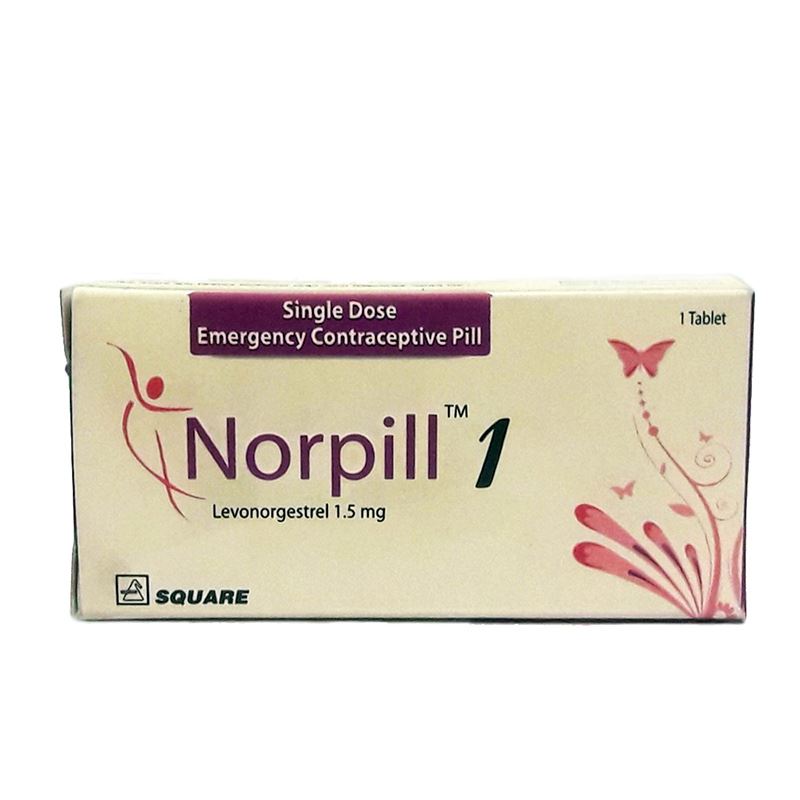 Single Dose
Emergency Contraceptive Pill
1 Tablet
Norpill™ 1
Levonorgestrel 1.5 mg
SQUARE